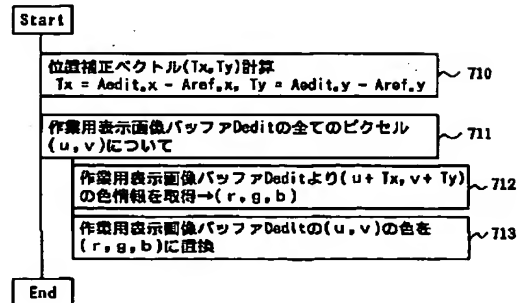 Start
位置補正ベクトル(Tx,Ty)計算
Tx = Aedit.x - Aref.x, Ty = Aedit.y - Aref.y
710
作業用表示画像バッファDeditの全てのピクセル
(u,v)について
711
作業用表示画像バッファDeditより(u+Tx,v+Ty)
の色情報を取得→(r,g,b)
712
作業用表示画像バッファDeditの(u,v)の色を
(r,g,b)に置換
713
End